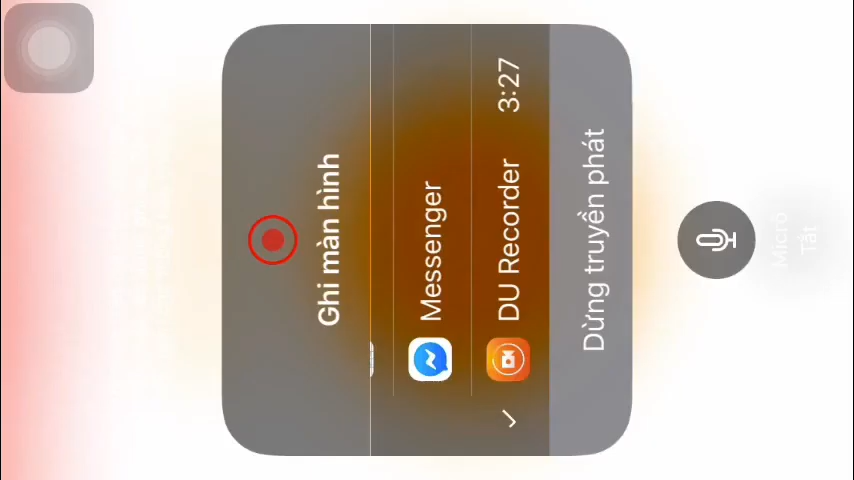 Ghi màn hình
Messenger
DU Recorder 3:27
Dừng truyền phát
Micro
Tắt